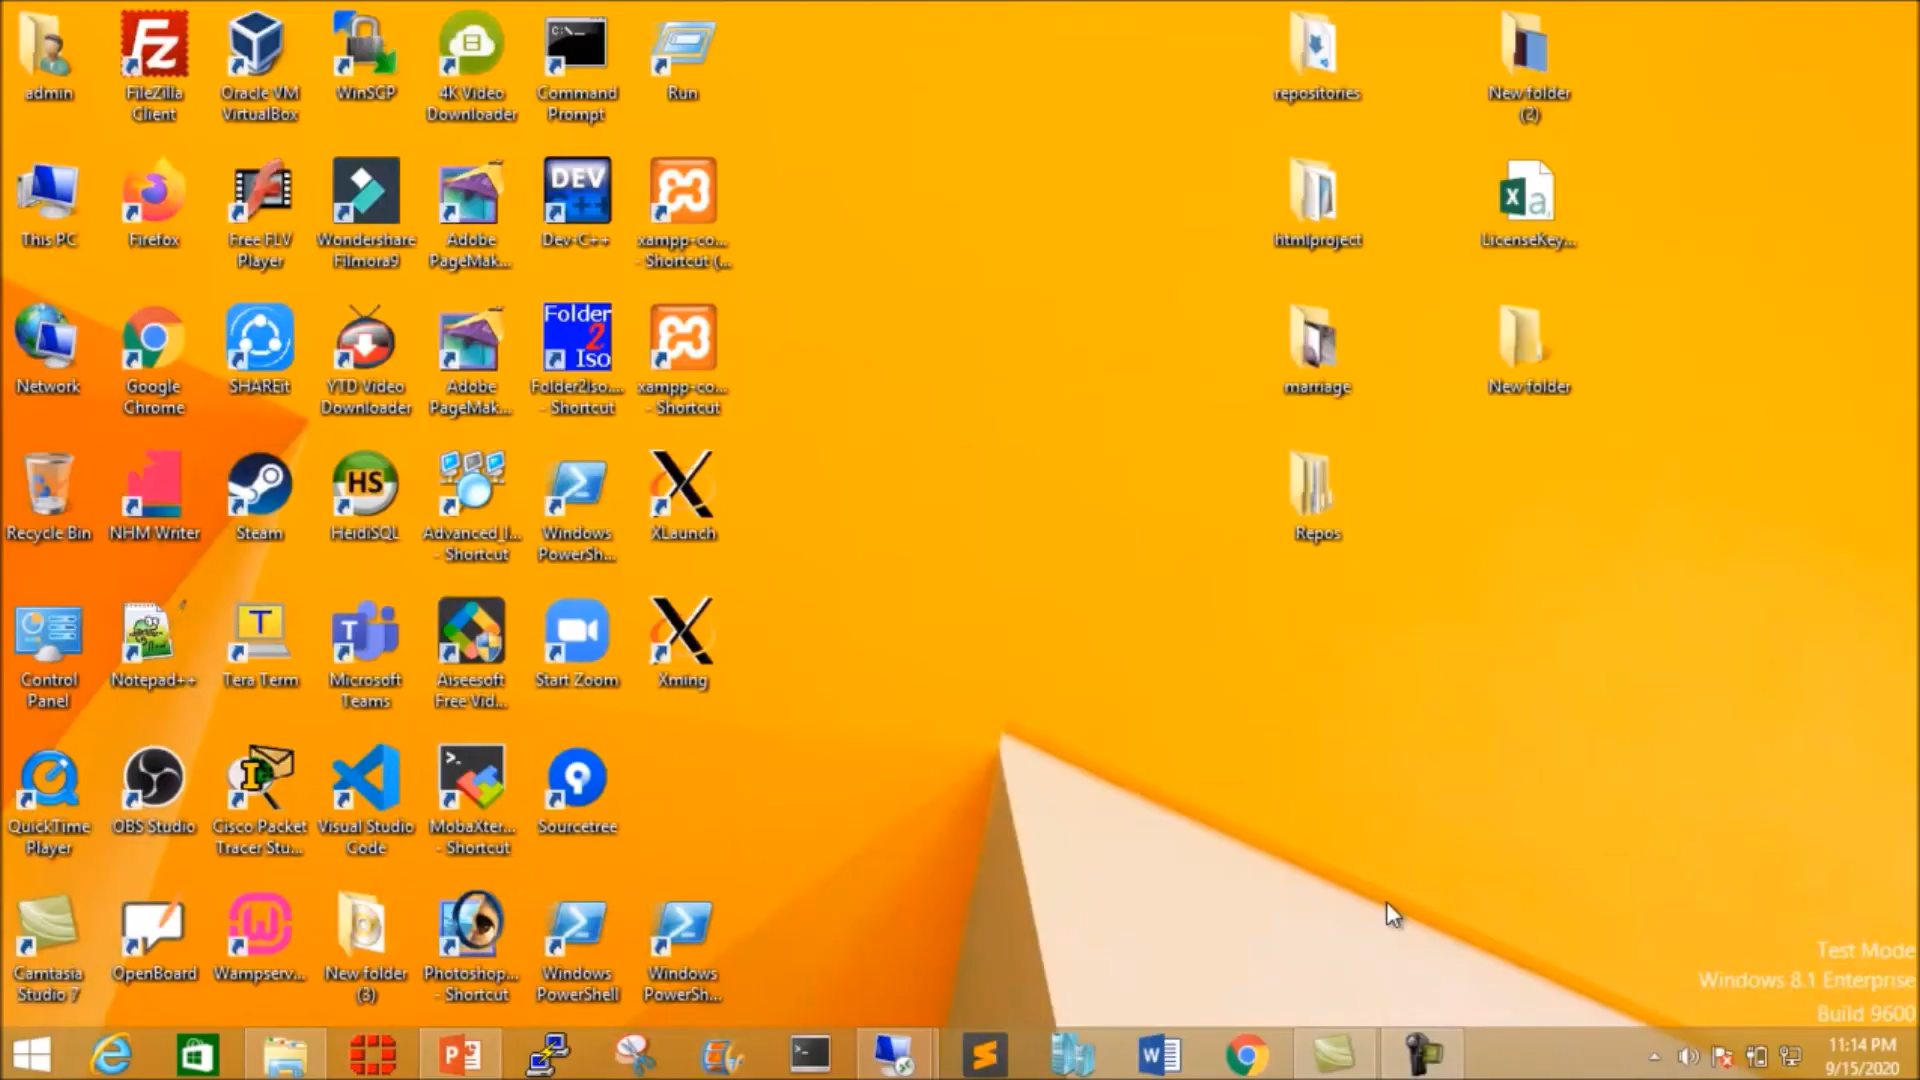 admin
FileZilla
Client
Oracle VM
VirtualBox
WinSCP
4K Video
Downloader
C:\_
Command
Prompt
Run
repositories
New folder
(2)
This PC
Firefox
Free FLV
Player
Wondershare
Filmora9
Adobe
PageMak...
DEV
C++
Dev-C++
xampp-co...
- Shortcut (...
htmlproject
X a,
LicenseKey...
Network
Google
Chrome
SHAREit
YTD Video
Downloader
Adobe
PageMak...
Folder
2
Iso
Folder2Iso....
- Shortcut
xampp-co...
- Shortcut
marriage
New folder
Recycle Bin
NHM Writer
Steam
HS
HeidiSQL
Advanced_I...
- Shortcut
Windows
PowerSh...
XLaunch
Repos
Control
Panel
Notepad++
T
Tera Term
T
Microsoft
Teams
Aiseesoft
Free Vid...
Start Zoom
Xming
QuickTime
Player
OBS Studio
Cisco Packet
Tracer Stu...
Visual Studio
Code
MobaXter...
- Shortcut
Sourcetree
Camtasia
Studio 7
OpenBoard
Wampserv...
New folder
(3)
Photoshop...
- Shortcut
Windows
PowerShell
Windows
PowerSh...
Test Mode
Windows 8.1 Enterprise
Build 9600
11:14 PM
9/15/2020